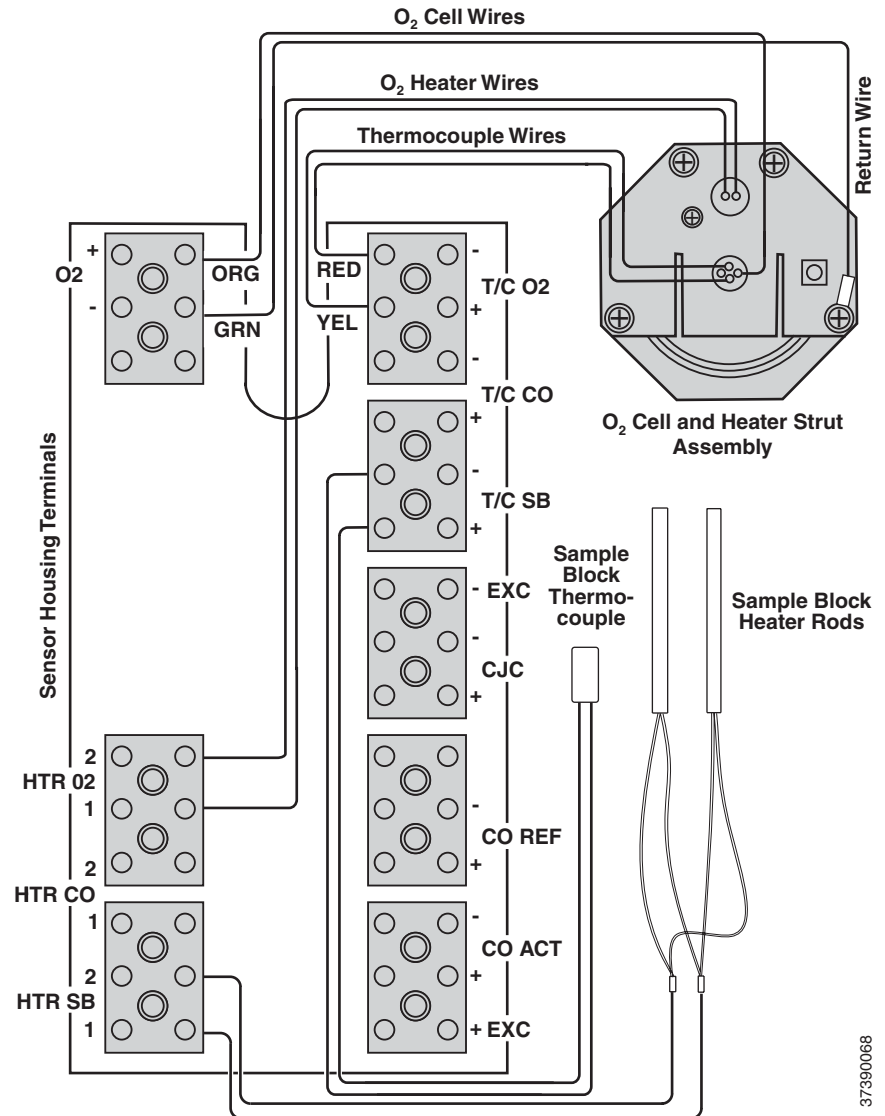 O₂ Cell Wires
O₂ Heater Wires
Thermocouple Wires
Return Wire
+
O2
-
ORG
GRN
RED
YEL
-
T/C O2
+
-
T/C CO
+
-
T/C SB
+
- EXC
-
CJC
+
-
CO REF
+
-
CO ACT
+
+ EXC
Sensor Housing Terminals
2
HTR 02
1
2
HTR CO
1
2
HTR SB
1
O₂ Cell and Heater Strut
Assembly
Sample
Block
Thermo-
couple
Sample Block
Heater Rods
37390068